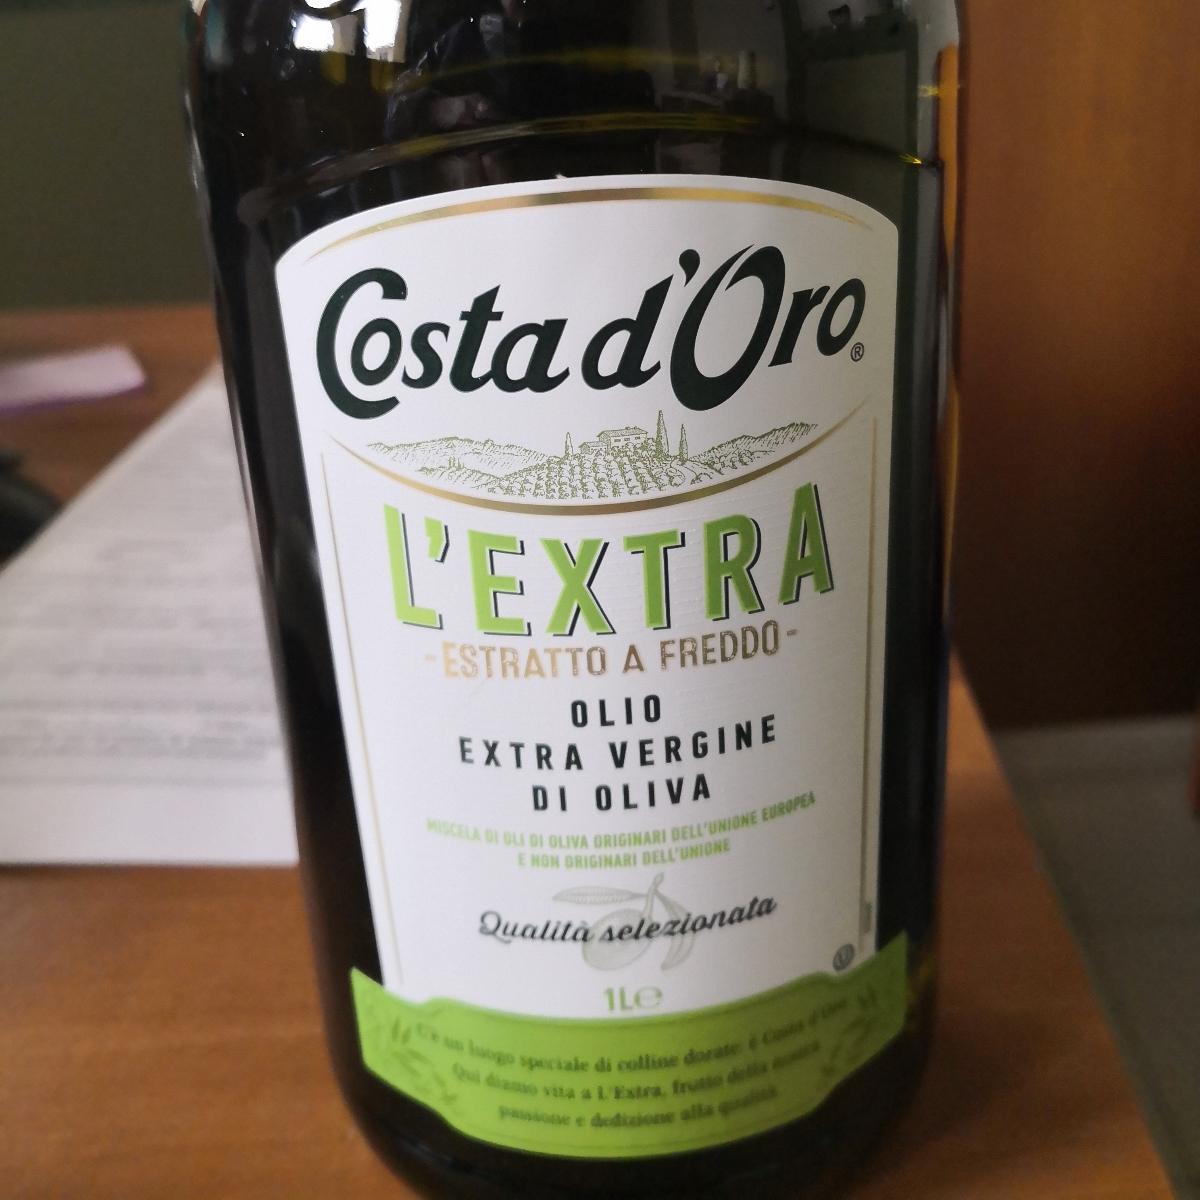 Costa d'Oro®
L'EXTRA
-ESTRATTO A FREDDO-
OLIO
EXTRA VERGINE
DI OLIVA
MISCELA DI OLI DI OLIVA ORIGINARI DELL'UNIONE EUROPEA
E NON ORIGINARI DELL'UNIONE
Qualità selezionata
1L℮
C'è un luogo speciale di colline dorate: è Costa d'Oro.
Qui diamo vita a L'Extra, frutto della nostra
passione e dedizione alla qualità.